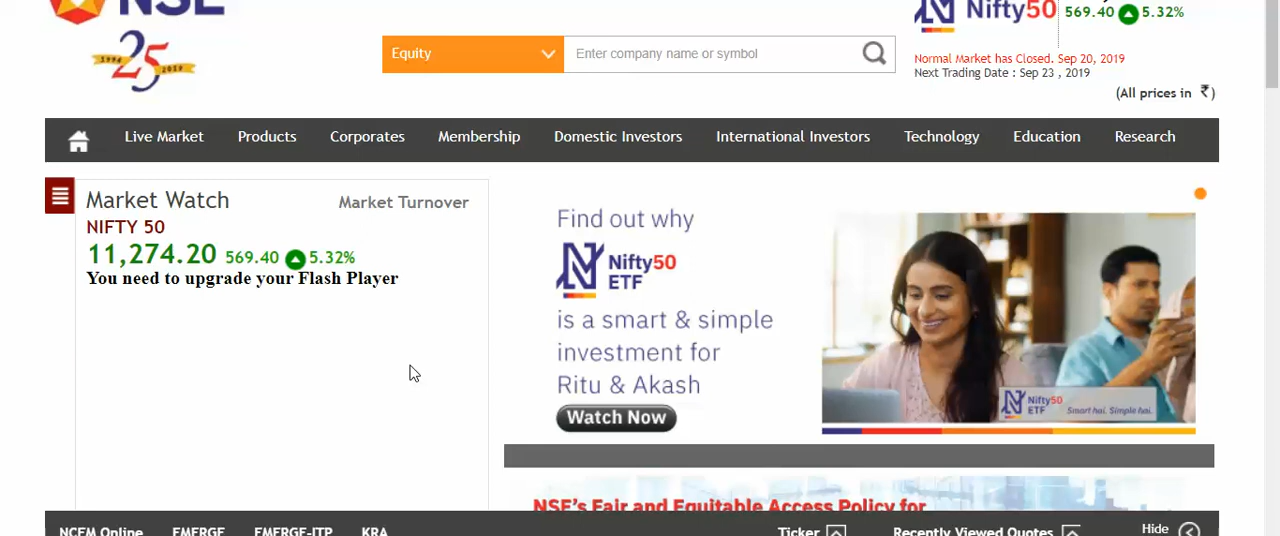 NSE
Nifty50
569.40 5.32%
1994 25 2019
Equity
Enter company name or symbol
Normal Market has Closed. Sep 20, 2019
Next Trading Date : Sep 23 , 2019
(All prices in ₹)
Live Market Products Corporates Membership Domestic Investors International Investors Technology Education Research
Market Watch Market Turnover
NIFTY 50
11,274.20 569.40 5.32%
You need to upgrade your Flash Player
Find out why
Nifty50
ETF
is a smart & simple
investment for
Ritu & Akash
Watch Now
Nifty50
ETF
Smart hai. Simple hai.
NSE's Fair and Equitable Access Policy for
NCFM Online EMERGE EMERGE-ITP KRA Ticker Recently Viewed Quotes Hide